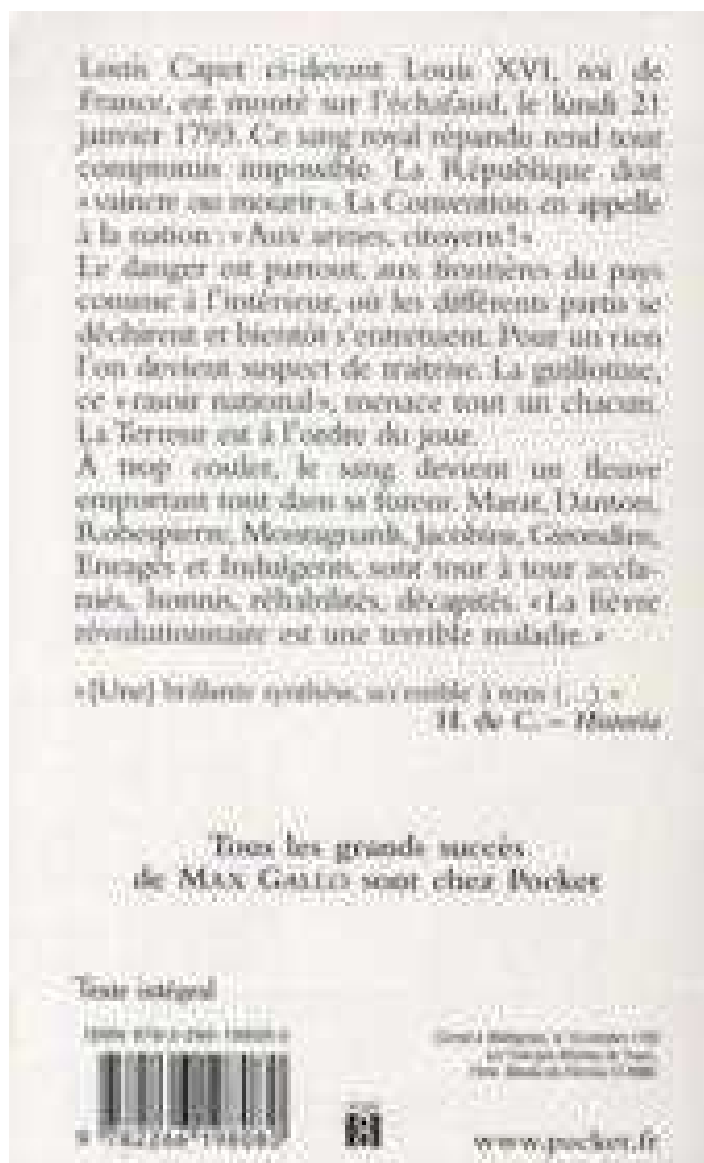 Louis Capet ci-devant Louis XVI, roi de
France, est monté sur l'échafaud, le lundi 21
janvier 1793. Ce sang royal répandu rend tout
compromis impossible. La République doit
« vaincre ou mourir ». La Convention en appelle
à la nation : « Aux armes, citoyens ! »
Le danger est partout, aux frontières du pays
comme à l'intérieur, où les différents partis se
déchirent et bientôt s'entretuent. Pour un rien
l'on devient suspect de traîtrise. La guillotine,
ce « rasoir national », menace tout un chacun.
La Terreur est à l'ordre du jour.
À trop couler, le sang devient un fleuve
emportant tout dans sa fureur. Marat, Danton,
Robespierre, Montagnards, Jacobins, Girondins,
Enragés et Indulgents, sont tour à tour accla-
més, honnis, réhabilités, décapités. « La fièvre
révolutionnaire est une terrible maladie. »
« [Une] brillante synthèse, accessible à tous (...). »
H. de C. – Historia
Tous les grands succès
de MAX GALLO sont chez Pocket
Texte intégral
ISBN
www.pocket.fr